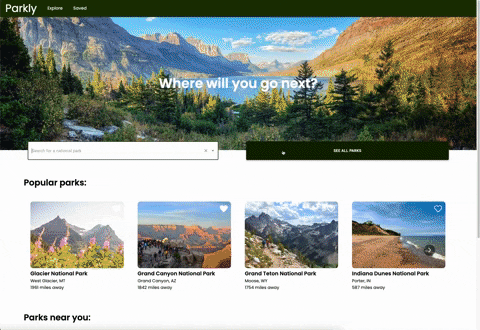 Parkly Explore Saved
Where will you go next?
Search for a national park
SEE ALL PARKS
Popular parks:
Glacier National Park
West Glacier, MT
1981 miles away
Grand Canyon National Park
Grand Canyon, AZ
1842 miles away
Grand Teton National Park
Moose, WY
1754 miles away
Indiana Dunes National Park
Porter, IN
587 miles away
Parks near you: